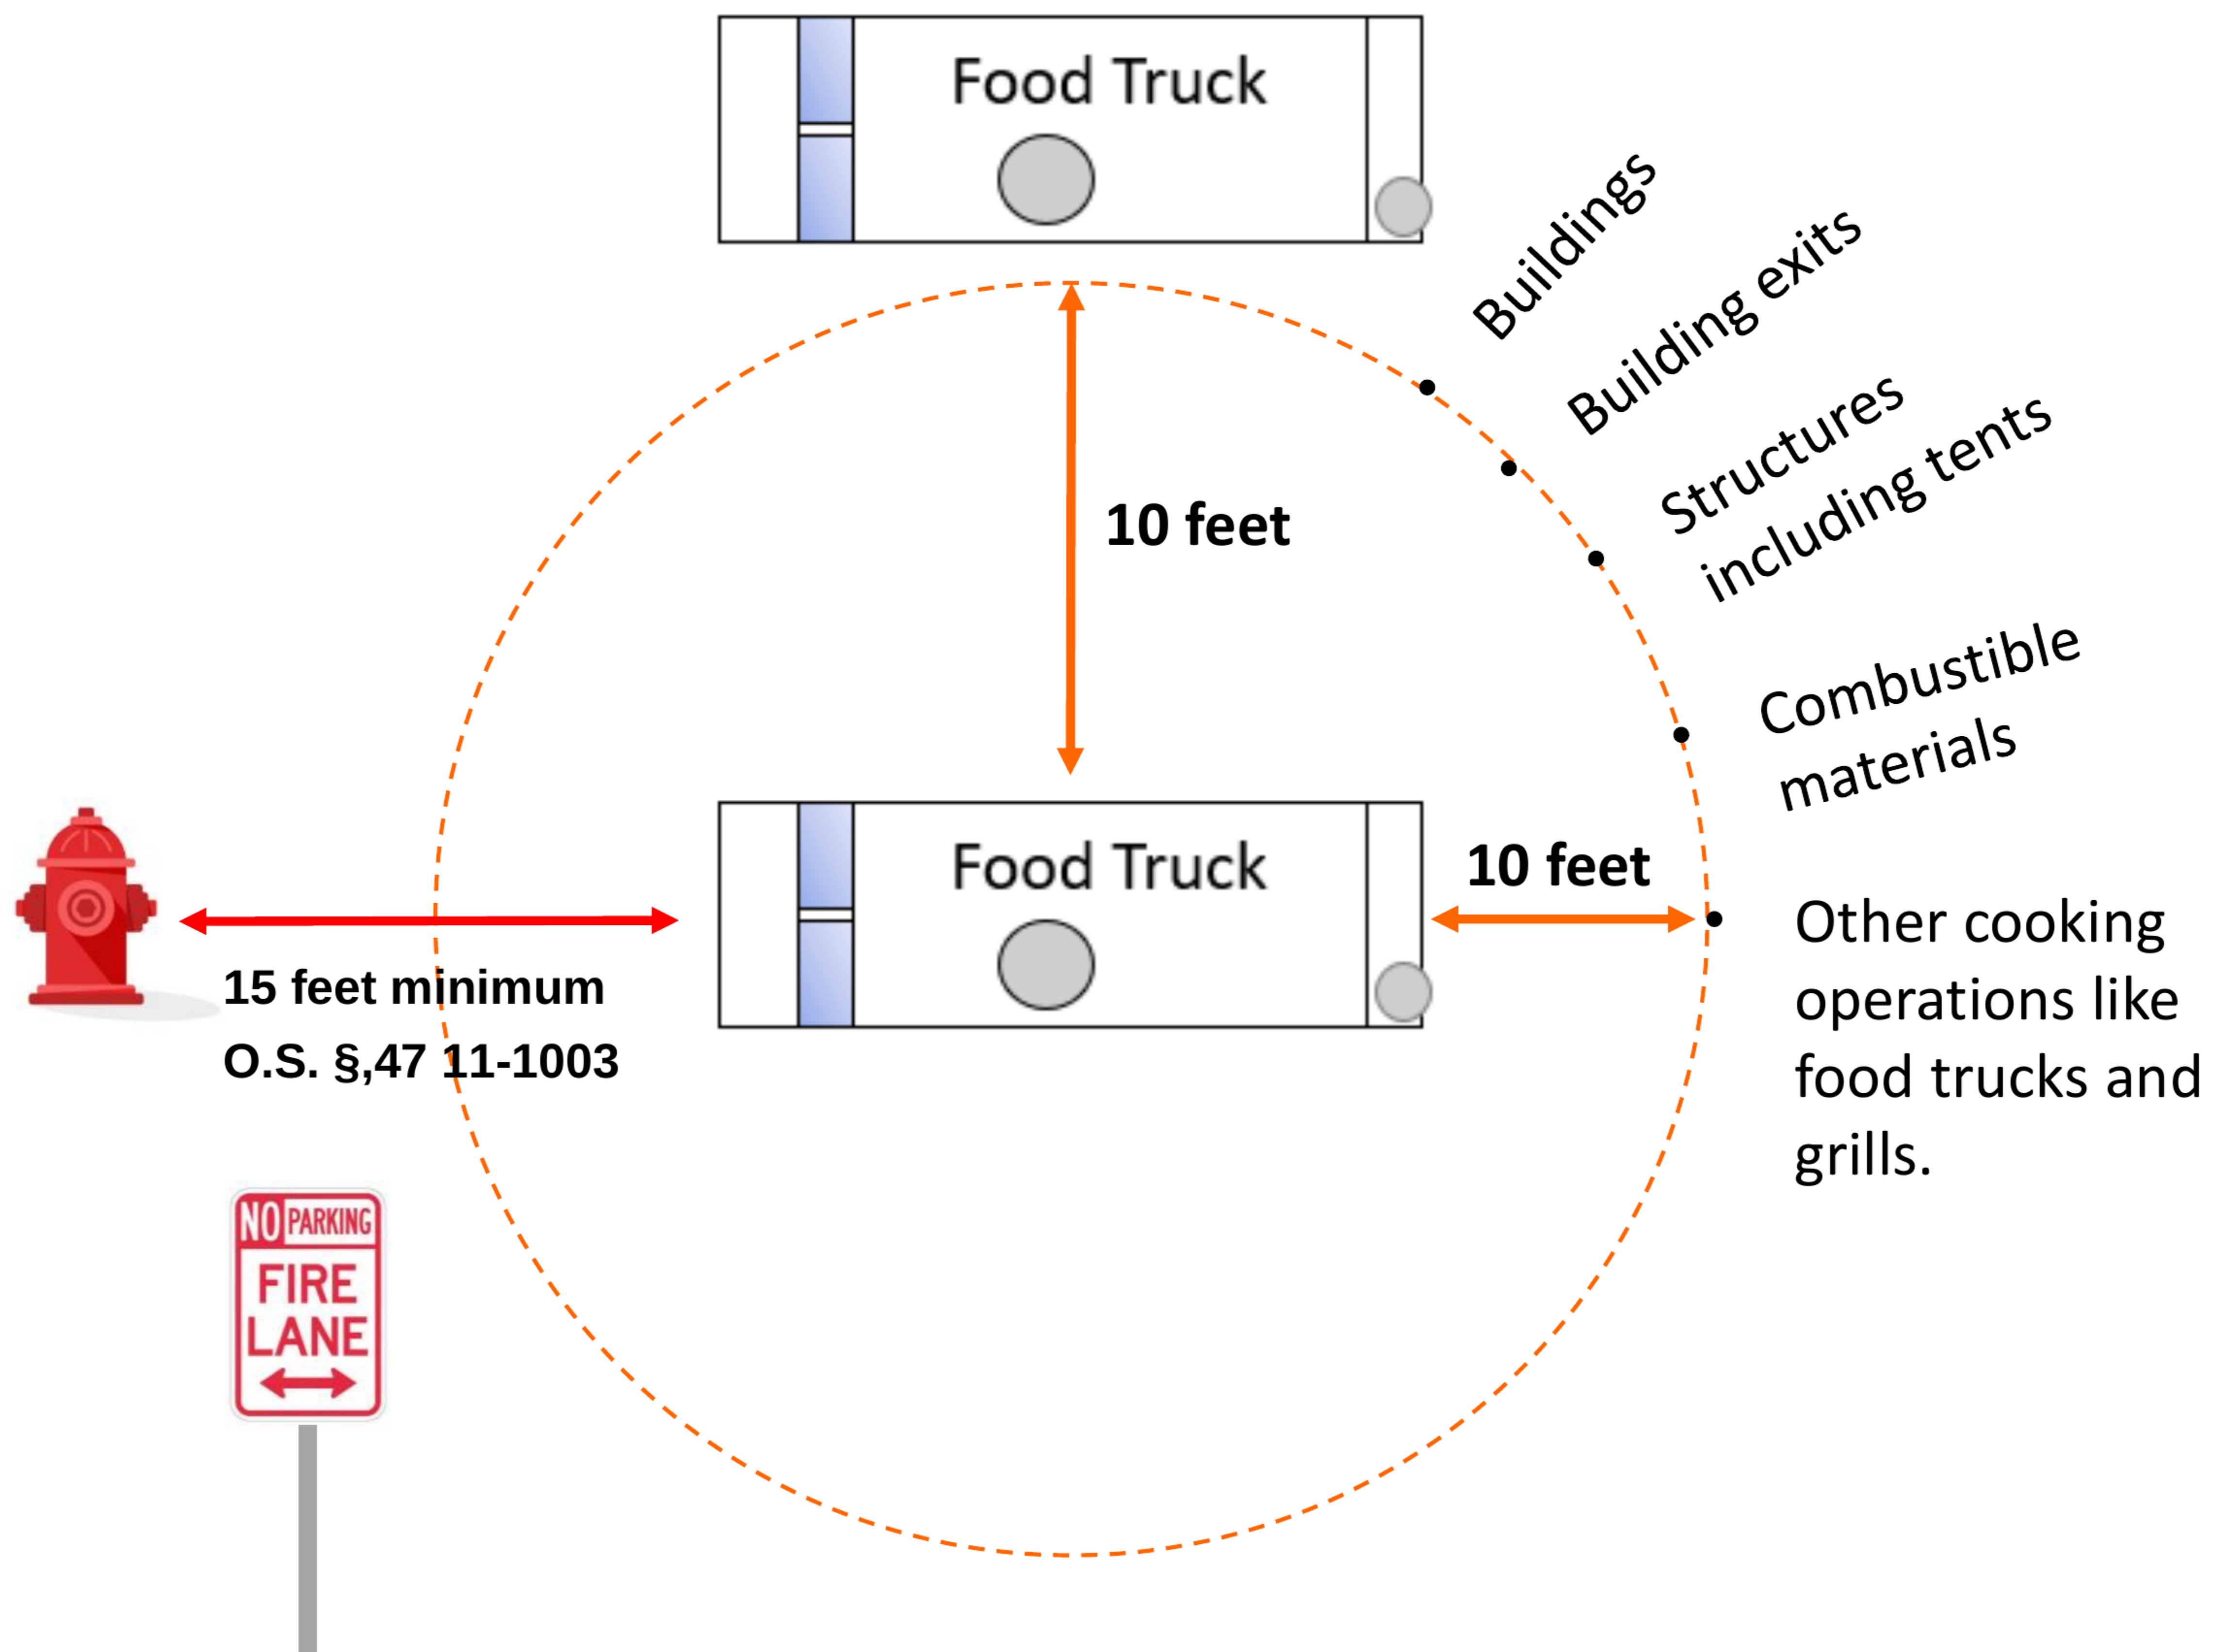 Food Truck
Buildings
Building exits
Structures
including tents
10 feet
Combustible
materials
Food Truck
10 feet
Other cooking
operations like
food trucks and
grills.
15 feet minimum
O.S. §,47 11-1003
NO PARKING
FIRE
LANE